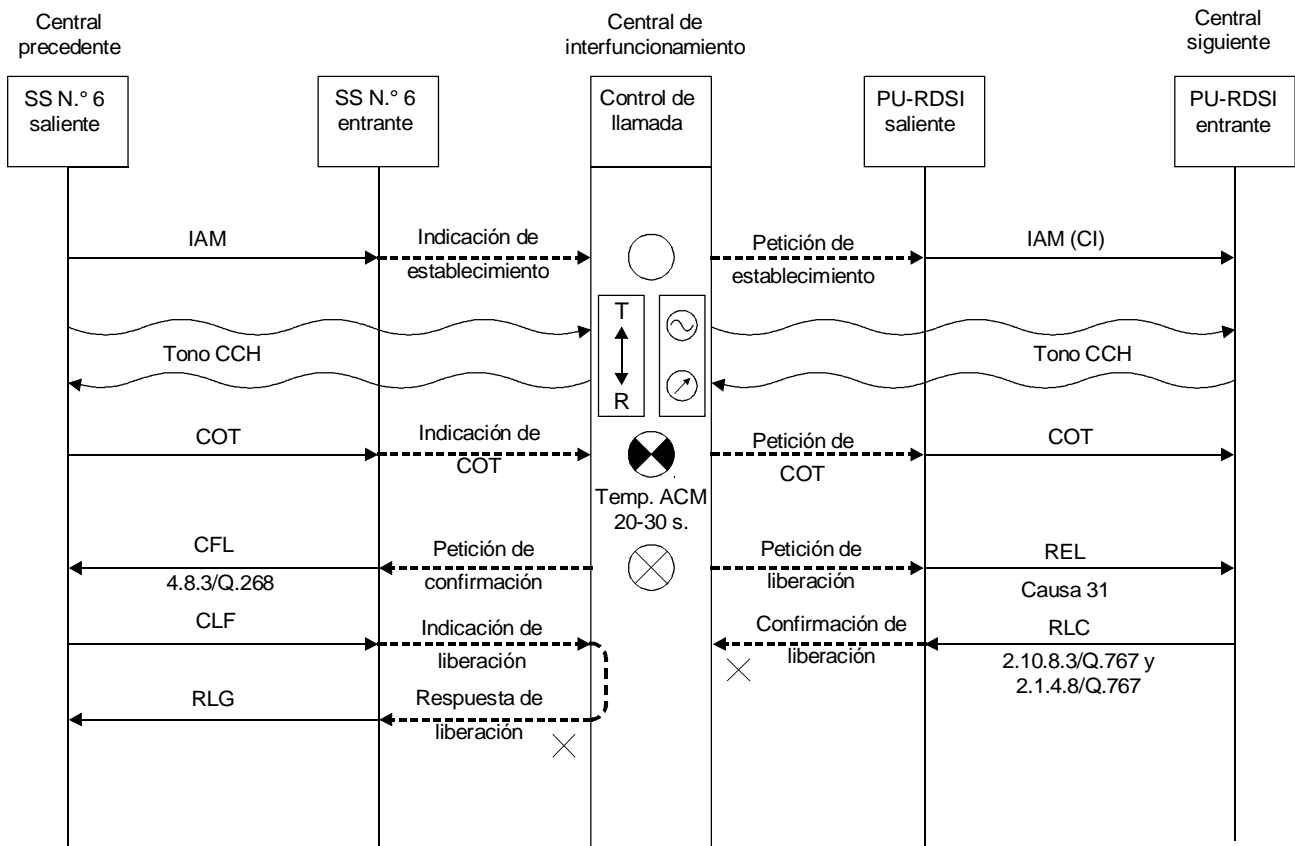 Central
precedente
Central de
interfuncionamiento
Central
siguiente
SS N.° 6
saliente
SS N.° 6
entrante
Control de
llamada
PU-RDSI
saliente
PU-RDSI
entrante
IAM
Indicación de
establecimiento
Petición de
establecimiento
IAM (CI)
T
R
Tono CCH
Tono CCH
COT
Indicación de
COT
Petición de
COT
COT
Temp. ACM
20-30 s.
CFL
4.8.3/Q.268
Petición de
confirmación
Petición de
liberación
REL
Causa 31
CLF
Indicación de
liberación
Confirmación de
liberación
RLC
2.10.8.3/Q.767 y
2.1.4.8/Q.767
RLG
Respuesta de
liberación